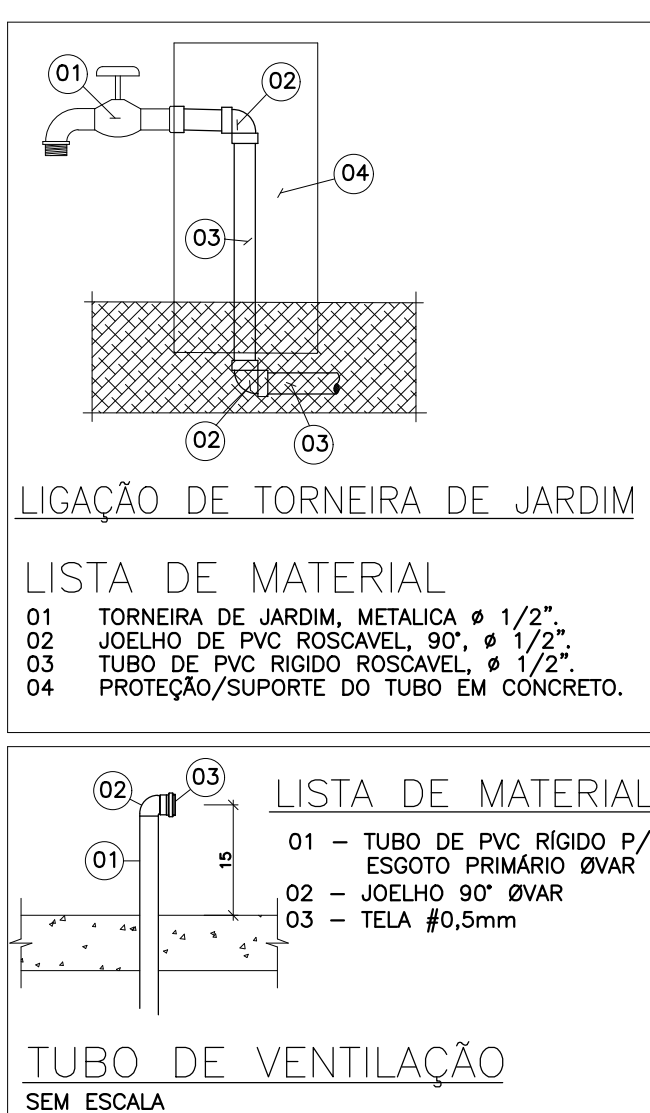 01
02
04
03
02
03
LIGAÇÃO DE TORNEIRA DE JARDIM
LISTA DE MATERIAL
01 TORNEIRA DE JARDIM, METALICA ø 1/2".
02 JOELHO DE PVC ROSCAVEL, 90°, ø 1/2".
03 TUBO DE PVC RIGIDO ROSCAVEL, ø 1/2".
04 PROTEÇÃO/SUPORTE DO TUBO EM CONCRETO.
02
03
01
15
LISTA DE MATERIAL
01 – TUBO DE PVC RÍGIDO P/
ESGOTO PRIMÁRIO ØVAR
02 – JOELHO 90° ØVAR
03 – TELA #0,5mm
TUBO DE VENTILAÇÃO
SEM ESCALA